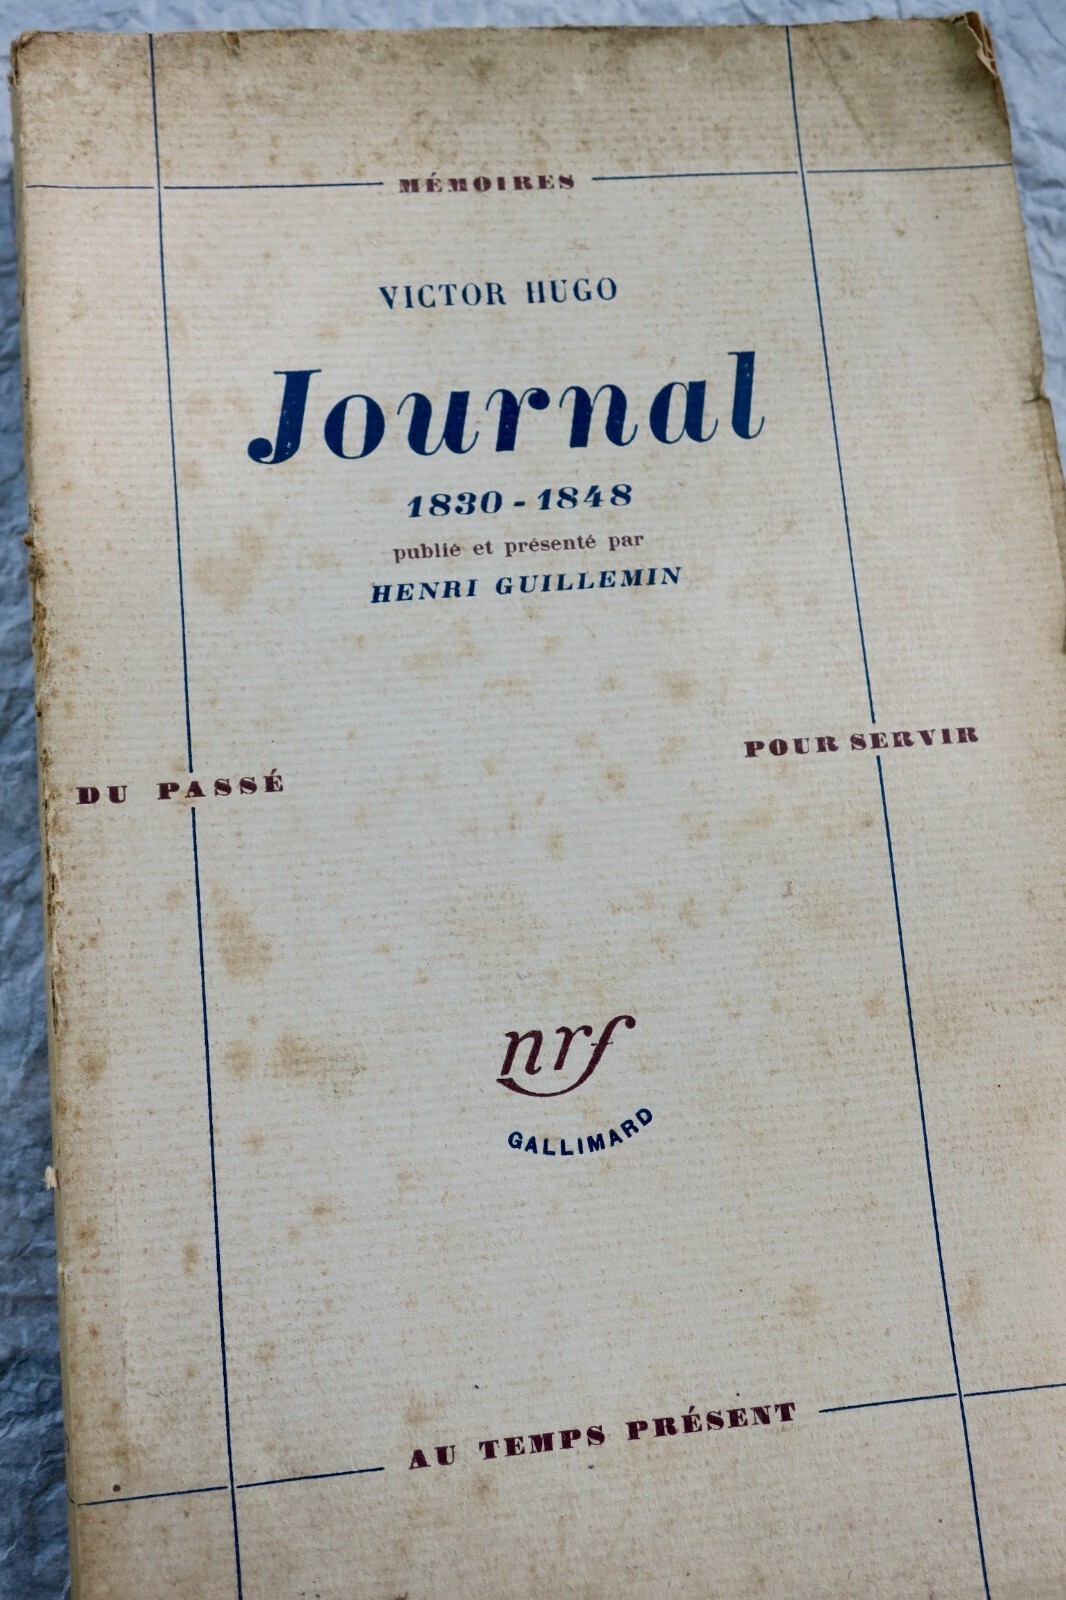 MÉMOIRES
VICTOR HUGO
Journal
1830-1848
publié et présenté par
HENRI GUILLEMIN
DU PASSÉ
POUR SERVIR
nrf
GALLIMARD
AU TEMPS PRÉSENT